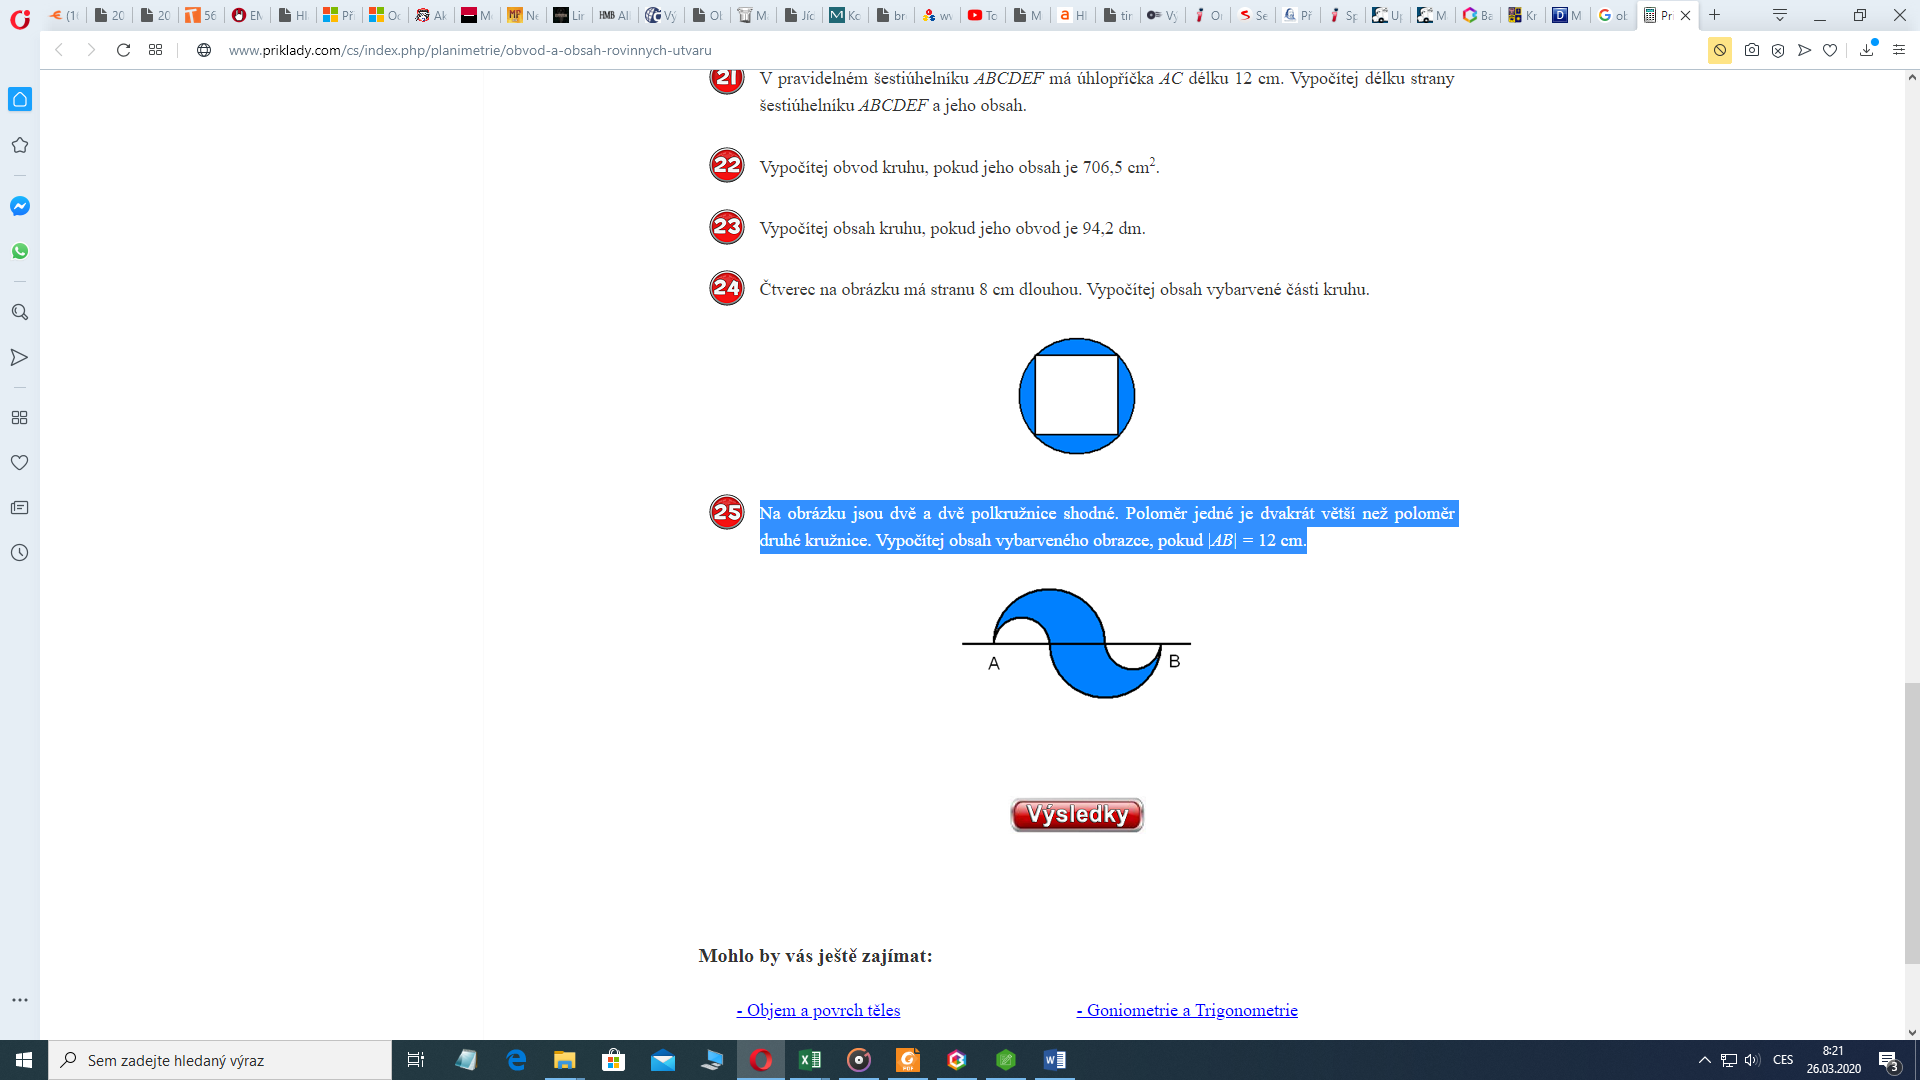 www.priklady.com/cs/index.php/planimetrie/obvod-a-obsah-rovinnych-utvaru
21 V pravidelném šestiúhelníku ABCDEF má úhlopříčka AC délku 12 cm. Vypočítej délku strany
šestiúhelníku ABCDEF a jeho obsah.
22 Vypočítej obvod kruhu, pokud jeho obsah je 706,5 cm².
23 Vypočítej obsah kruhu, pokud jeho obvod je 94,2 dm.
24 Čtverec na obrázku má stranu 8 cm dlouhou. Vypočítej obsah vybarvené části kruhu.
25 Na obrázku jsou dvě a dvě polkružnice shodné. Poloměr jedné je dvakrát větší než poloměr
druhé kružnice. Vypočítej obsah vybarveného obrazce, pokud |AB| = 12 cm.
A B
Výsledky
Mohlo by vás ještě zajímat:
- Objem a povrch těles - Goniometrie a Trigonometrie
Sem zadejte hledaný výraz
CES
8:21
26.03.2020
3